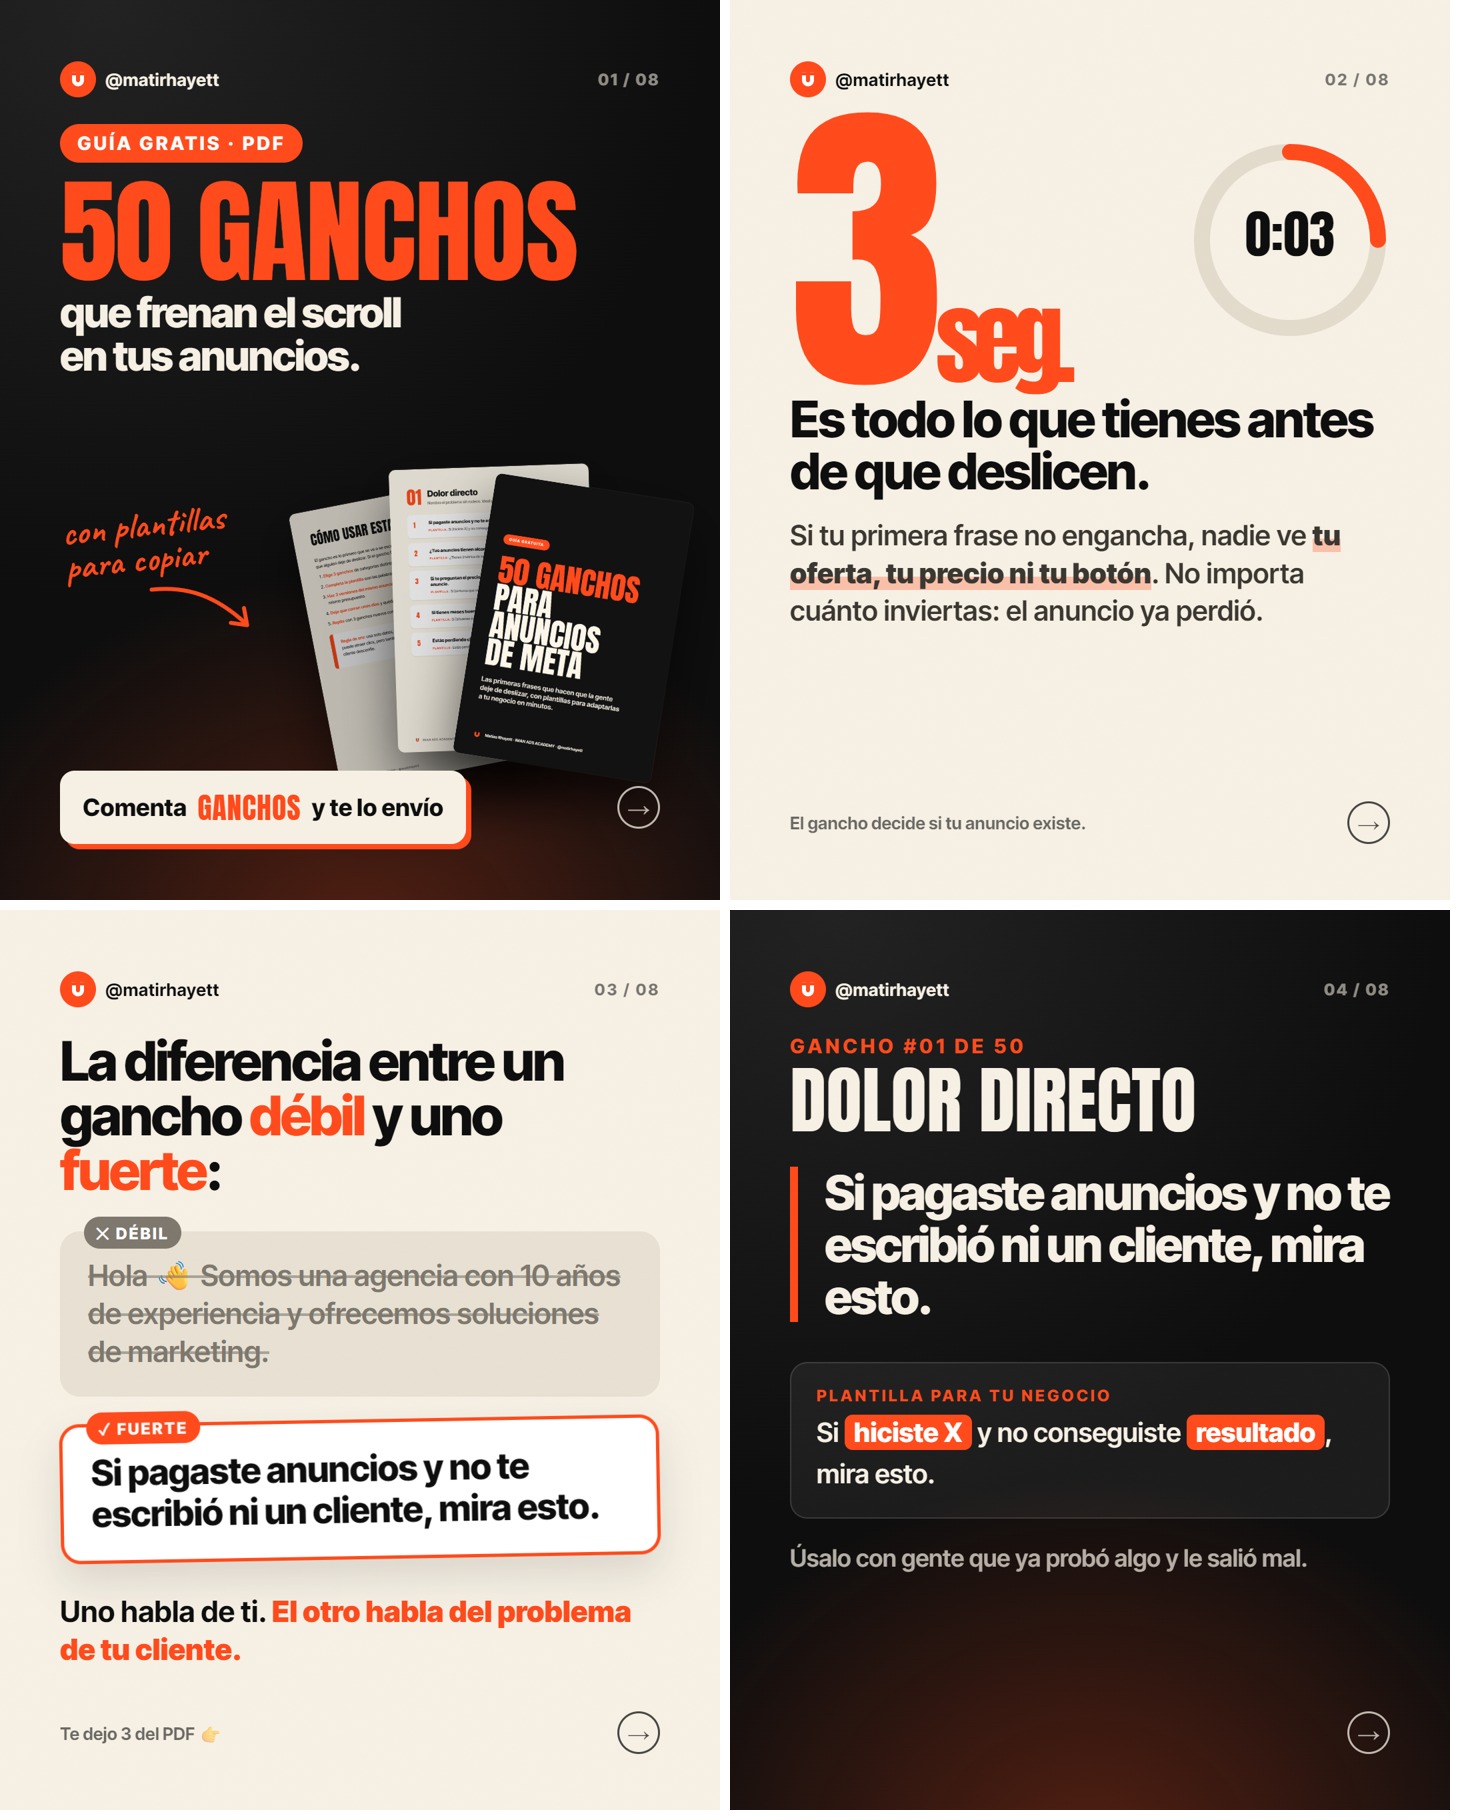 @matirhayett
01 / 08
GUÍA GRATIS · PDF
50 GANCHOS
que frenan el scroll
en tus anuncios.
con plantillas
para copiar
CÓMO USAR
01 Dolor directo
1
2
3
4
5
GUÍA GRATUITA
50 GANCHOS
PARA
ANUNCIOS
DE META
Las primeras frases que hacen que la gente
deje de deslizar, con plantillas para adaptarlas
a tu negocio en minutos.
Comenta GANCHOS y te lo envío
→
@matirhayett
02 / 08
3 seg.
0:03
Es todo lo que tienes antes
de que deslicen.
Si tu primera frase no engancha, nadie ve tu
oferta, tu precio ni tu botón. No importa
cuánto inviertas: el anuncio ya perdió.
El gancho decide si tu anuncio existe.
→
@matirhayett
03 / 08
La diferencia entre un
gancho débil y uno
fuerte:
✕ DÉBIL
Hola 👋 Somos una agencia con 10 años
de experiencia y ofrecemos soluciones
de marketing.
✓ FUERTE
Si pagaste anuncios y no te
escribió ni un cliente, mira esto.
Uno habla de ti. El otro habla del problema
de tu cliente.
Te dejo 3 del PDF 👉
→
@matirhayett
04 / 08
GANCHO #01 DE 50
DOLOR DIRECTO
Si pagaste anuncios y no te
escribió ni un cliente, mira
esto.
PLANTILLA PARA TU NEGOCIO
Si hiciste X y no conseguiste resultado,
mira esto.
Úsalo con gente que ya probó algo y le salió mal.
→